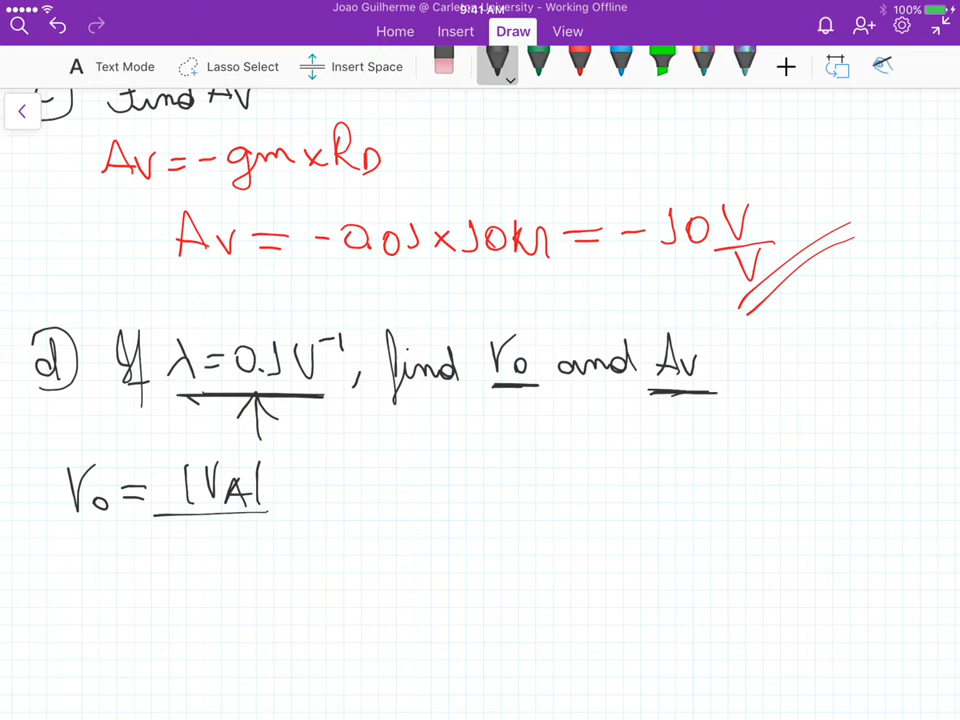 Joao Guilherme @ Carleton University - Working Offline
9:41 AM
100%
Home Insert Draw View
A Text Mode Lasso Select Insert Space
Find AV
Av = - gm x RD
Av = - 0.01 x 10kΩ = - 10 V/V
d) If λ = 0.1 V⁻¹, find ro and Av
ro = |VA|